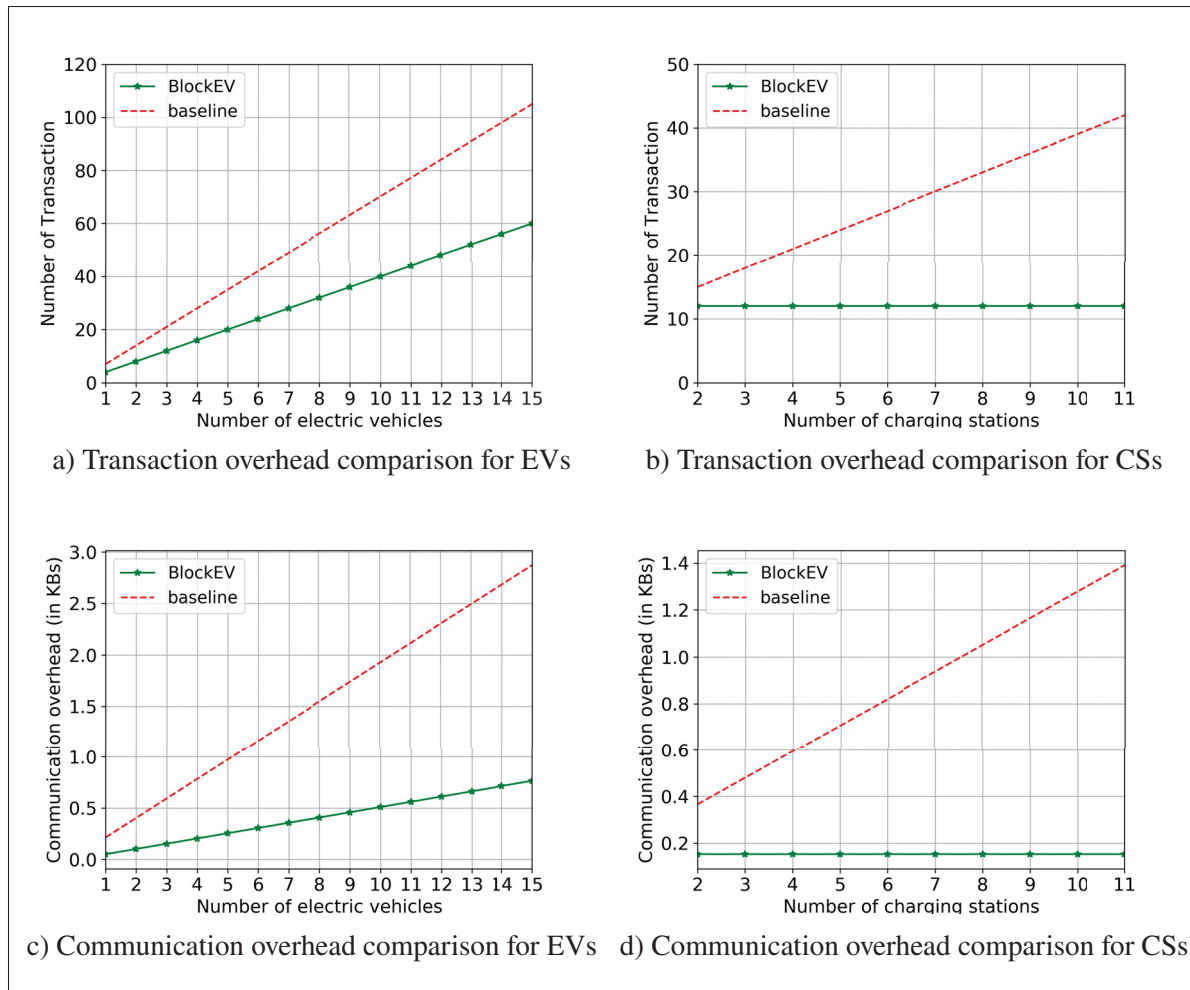 120
100
80
60
40
20
0
Number of Transaction
BlockEV
baseline
1 2 3 4 5 6 7 8 9 10 11 12 13 14 15
Number of electric vehicles
a) Transaction overhead comparison for EVs
50
40
30
20
10
0
Number of Transaction
BlockEV
baseline
2 3 4 5 6 7 8 9 10 11
Number of charging stations
b) Transaction overhead comparison for CSs
3.0
2.5
2.0
1.5
1.0
0.5
0.0
Communication overhead (in KBs)
BlockEV
baseline
1 2 3 4 5 6 7 8 9 10 11 12 13 14 15
Number of electric vehicles
c) Communication overhead comparison for EVs
1.4
1.2
1.0
0.8
0.6
0.4
0.2
Communication overhead (in KBs)
BlockEV
baseline
2 3 4 5 6 7 8 9 10 11
Number of charging stations
d) Communication overhead comparison for CSs